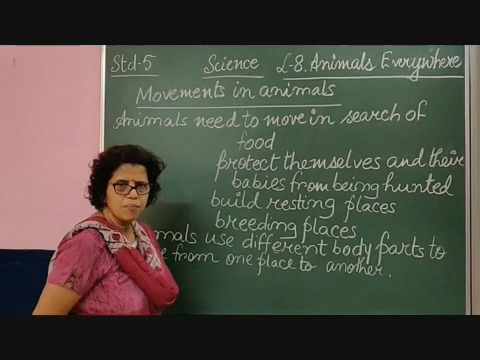 Std-5 Science L-8. Animals Everywhere
Movements in animals
Animals need to move in search of
food
protect themselves and their
babies from being hunted
build resting places
breeding places
use different body parts to
from one place to another.